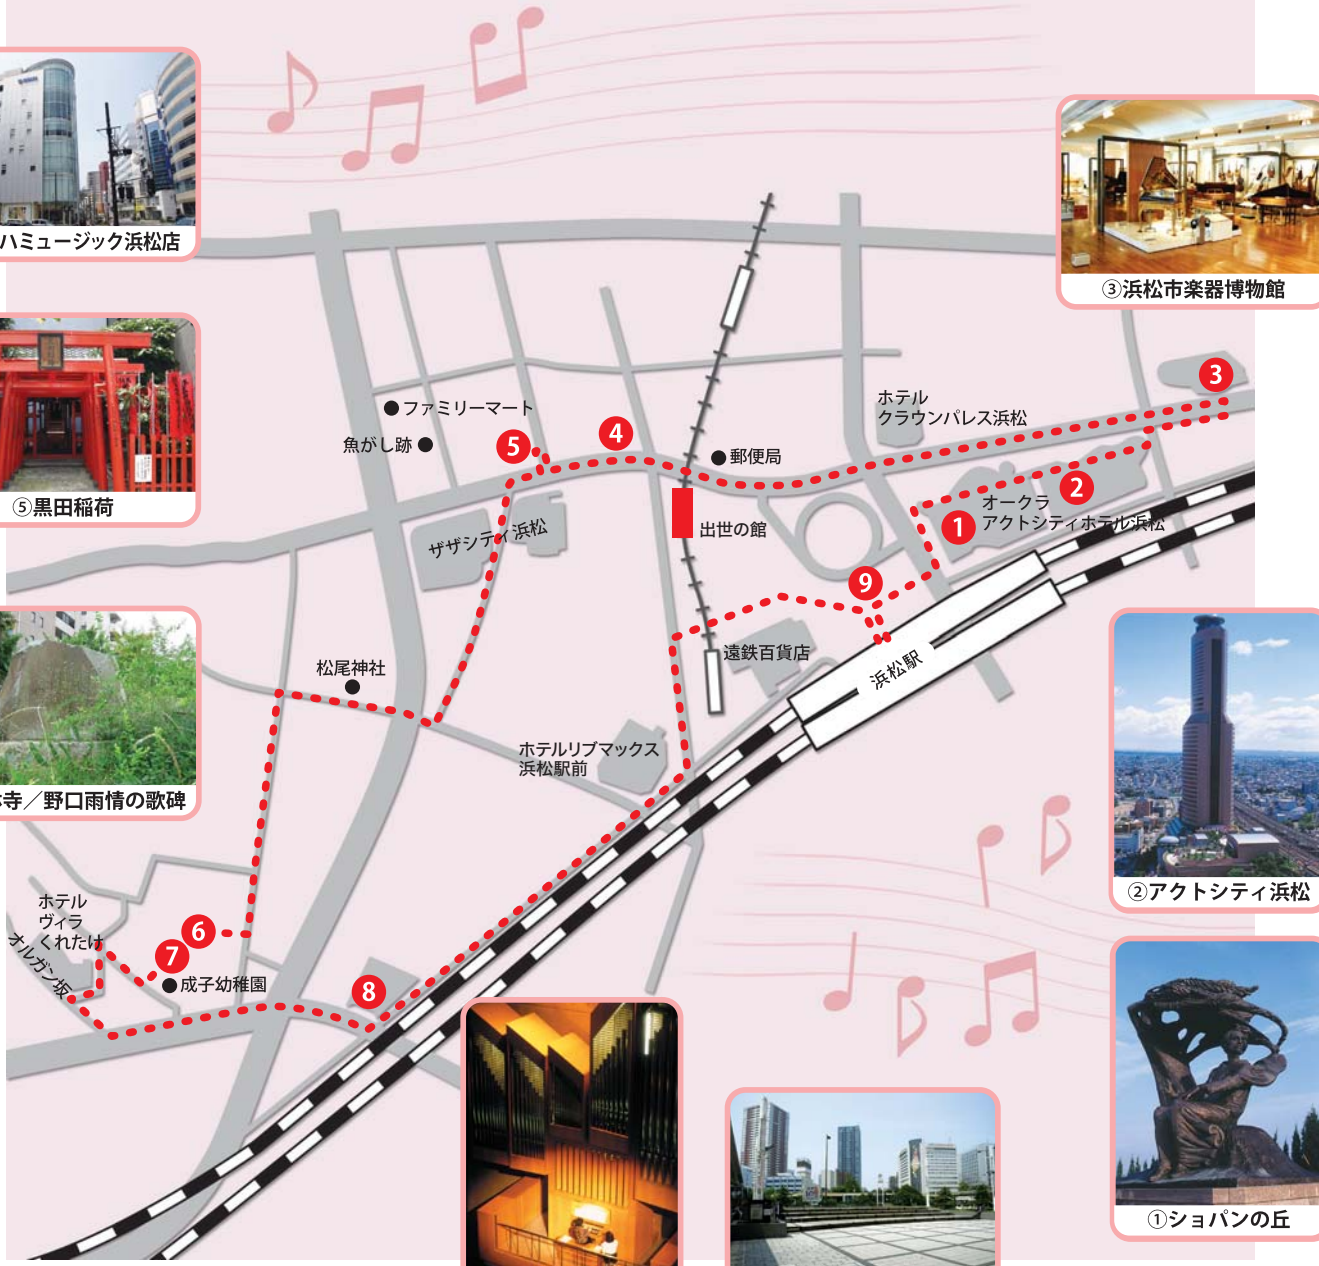 ハミュージック浜松店
③浜松市楽器博物館
ホテル
クラウンパレス浜松
3
ファミリーマート
魚がし跡
5
4
郵便局
⑤黒田稲荷
ザザシティ浜松
出世の館
1
2
オークラ
アクトシティホテル浜松
9
遠鉄百貨店
浜松駅
松尾神社
ホテルリブマックス
浜松駅前
寺／野口雨情の歌碑
②アクトシティ浜松
ホテル
ヴィラ
くれたけ
オルガン坂
6
7
成子幼稚園
8
①ショパンの丘